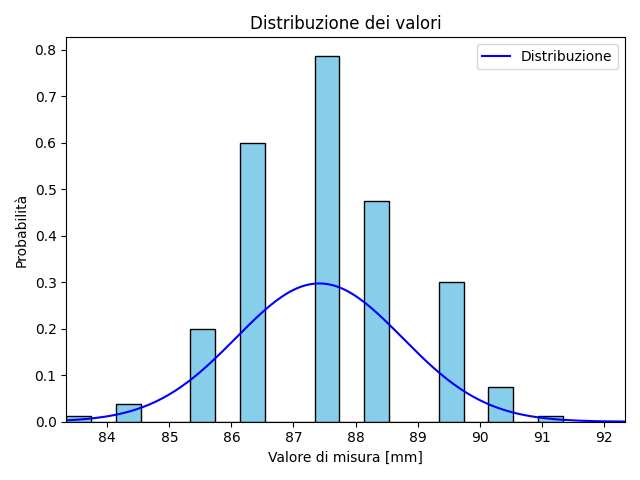 Distribuzione dei valori
Distribuzione
Probabilità
0.8
0.7
0.6
0.5
0.4
0.3
0.2
0.1
0.0
84 85 86 87 88 89 90 91 92
Valore di misura [mm]